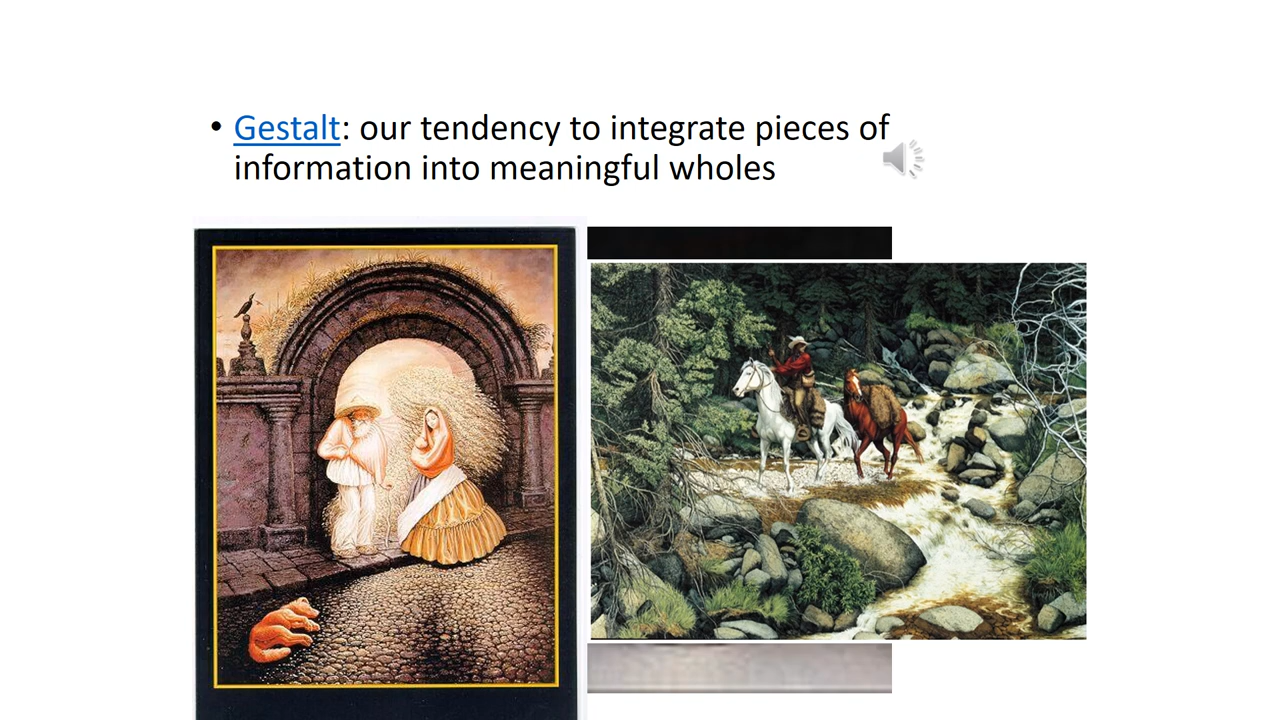 • Gestalt: our tendency to integrate pieces of
information into meaningful wholes